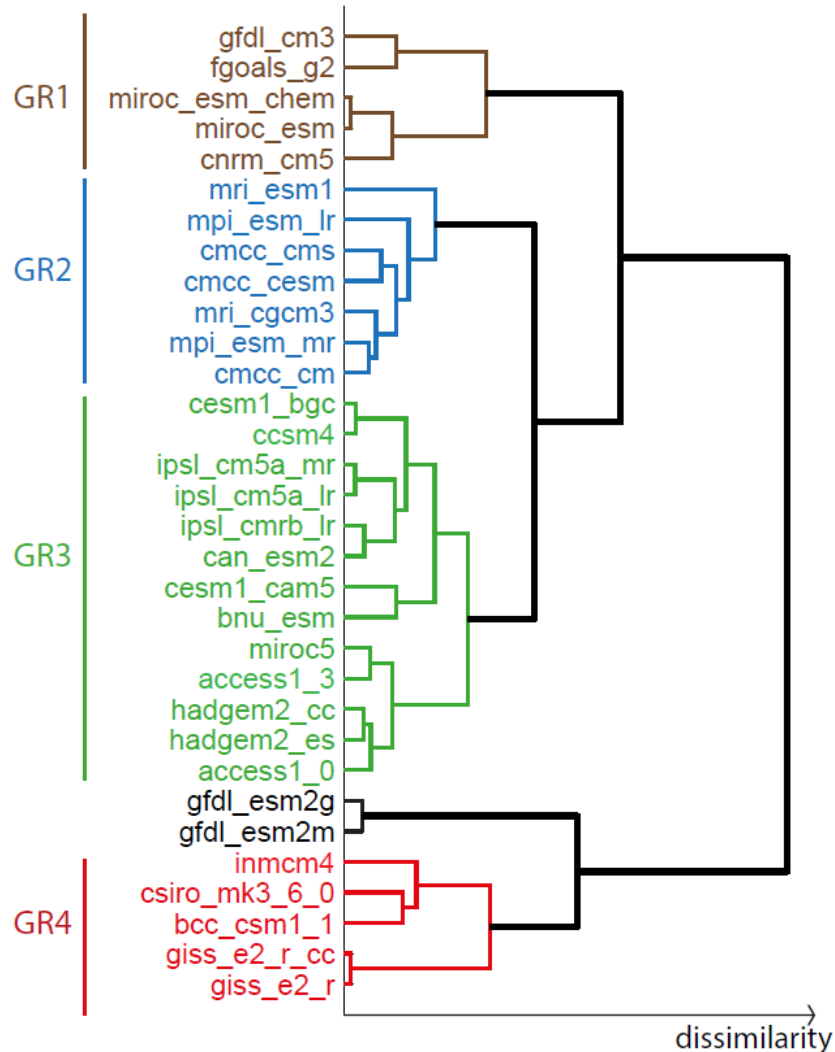 gfdl_cm3
fgoals_g2
GR1
miroc_esm_chem
miroc_esm
cnrm_cm5
mri_esm1
mpi_esm_lr
cmcc_cms
GR2
cmcc_cesm
mri_cgcm3
mpi_esm_mr
cmcc_cm
cesm1_bgc
ccsm4
ipsl_cm5a_mr
ipsl_cm5a_lr
ipsl_cmrb_lr
GR3
can_esm2
cesm1_cam5
bnu_esm
miroc5
access1_3
hadgem2_cc
hadgem2_es
access1_0
gfdl_esm2g
gfdl_esm2m
inmcm4
csiro_mk3_6_0
GR4
bcc_csm1_1
giss_e2_r_cc
giss_e2_r
dissimilarity